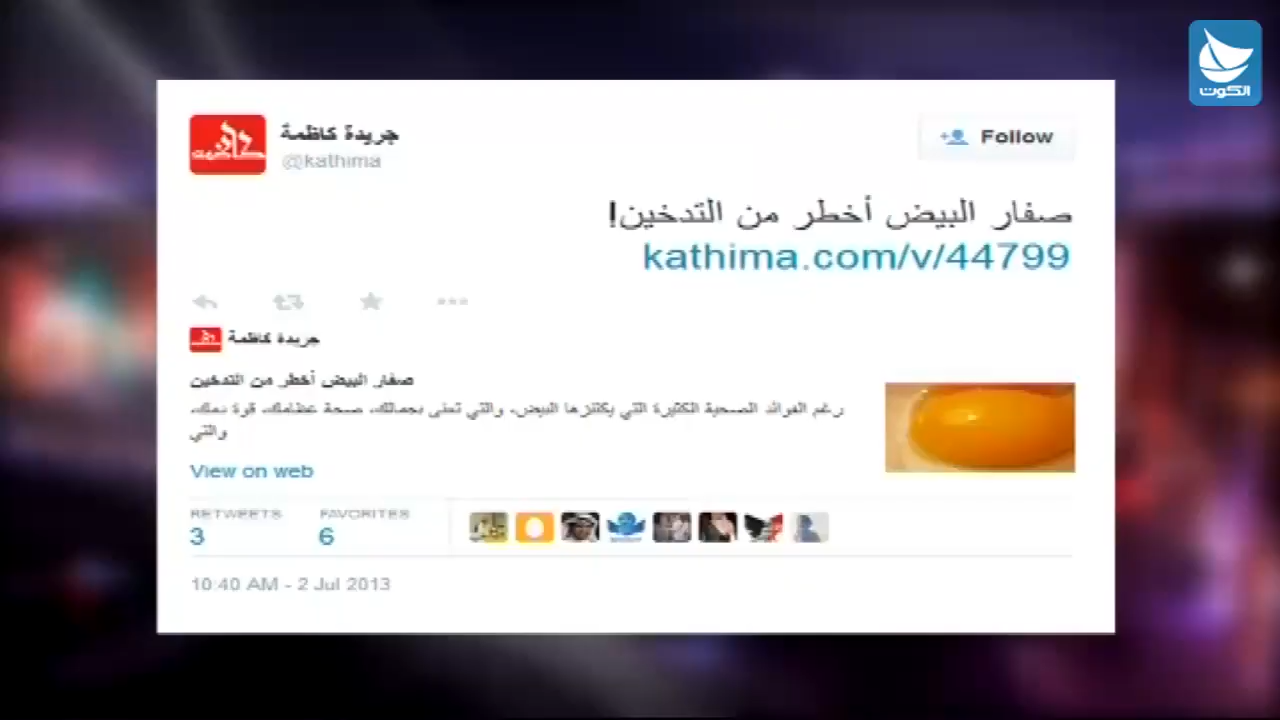 الكوت
كاظمة
جريدة كاظمة
@kathima
Follow
صفار البيض أخطر من التدخين!
kathima.com/v/44799
جريدة كاظمة
صفار البيض أخطر من التدخين
رغم الفوائد الصحية الكثيرة التي يكتنزها البيض، والتي تعنى بجمالك، صحة عظامك، قوة دمك،
والتي
View on web
RETWEETS
3
FAVORITES
6
10:40 AM - 2 Jul 2013